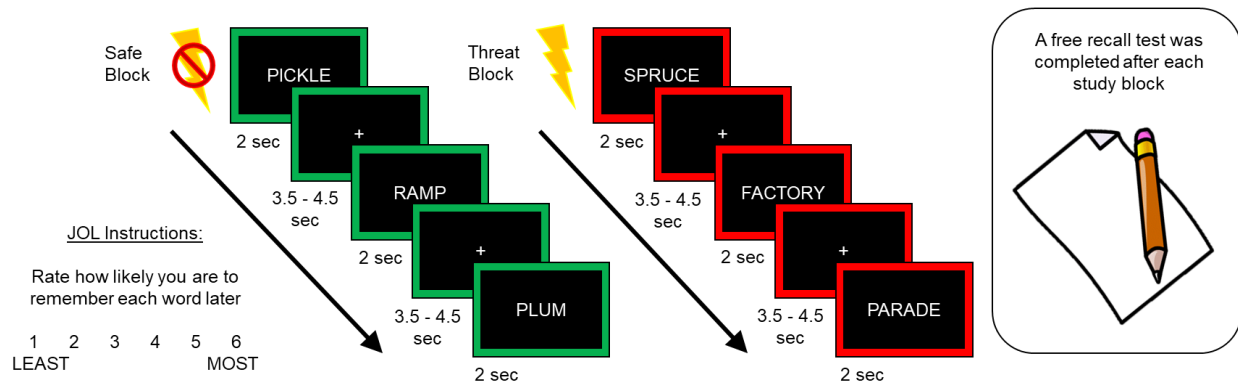 Safe
Block
PICKLE
2 sec
+
3.5 - 4.5
sec
RAMP
2 sec
+
3.5 - 4.5
sec
PLUM
2 sec
JOL Instructions:
Rate how likely you are to
remember each word later
1 2 3 4 5 6
LEAST MOST
Threat
Block
SPRUCE
2 sec
+
3.5 - 4.5
sec
FACTORY
2 sec
+
3.5 - 4.5
sec
PARADE
2 sec
A free recall test was
completed after each
study block